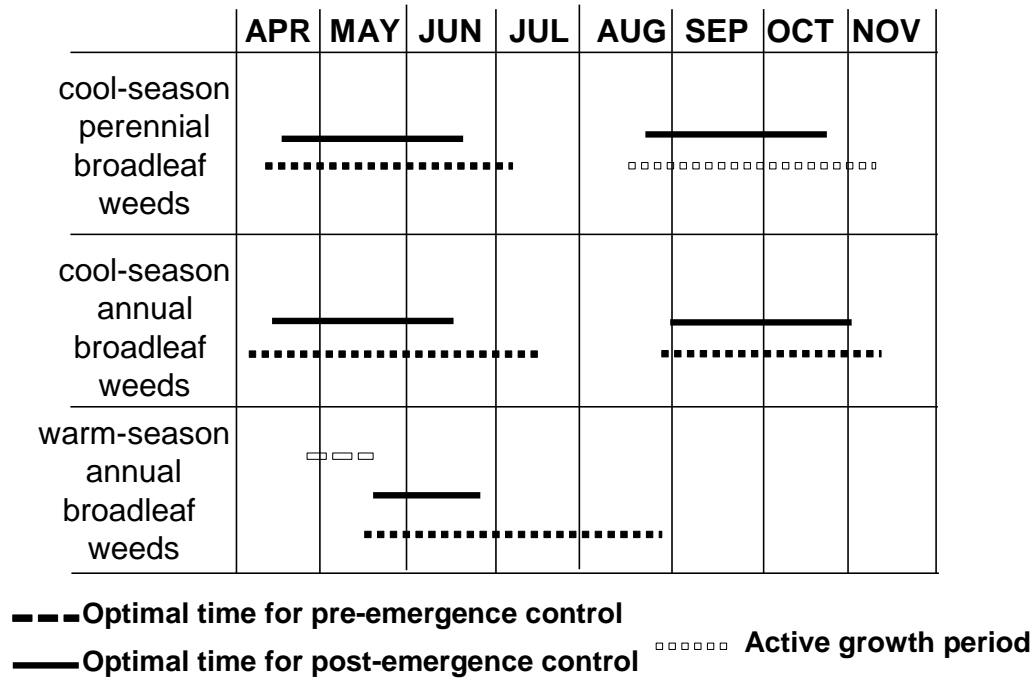 APR MAY JUN JUL AUG SEP OCT NOV
cool-season
perennial
broadleaf
weeds
cool-season
annual
broadleaf
weeds
warm-season
annual
broadleaf
weeds
Optimal time for pre-emergence control
Optimal time for post-emergence control
Active growth period